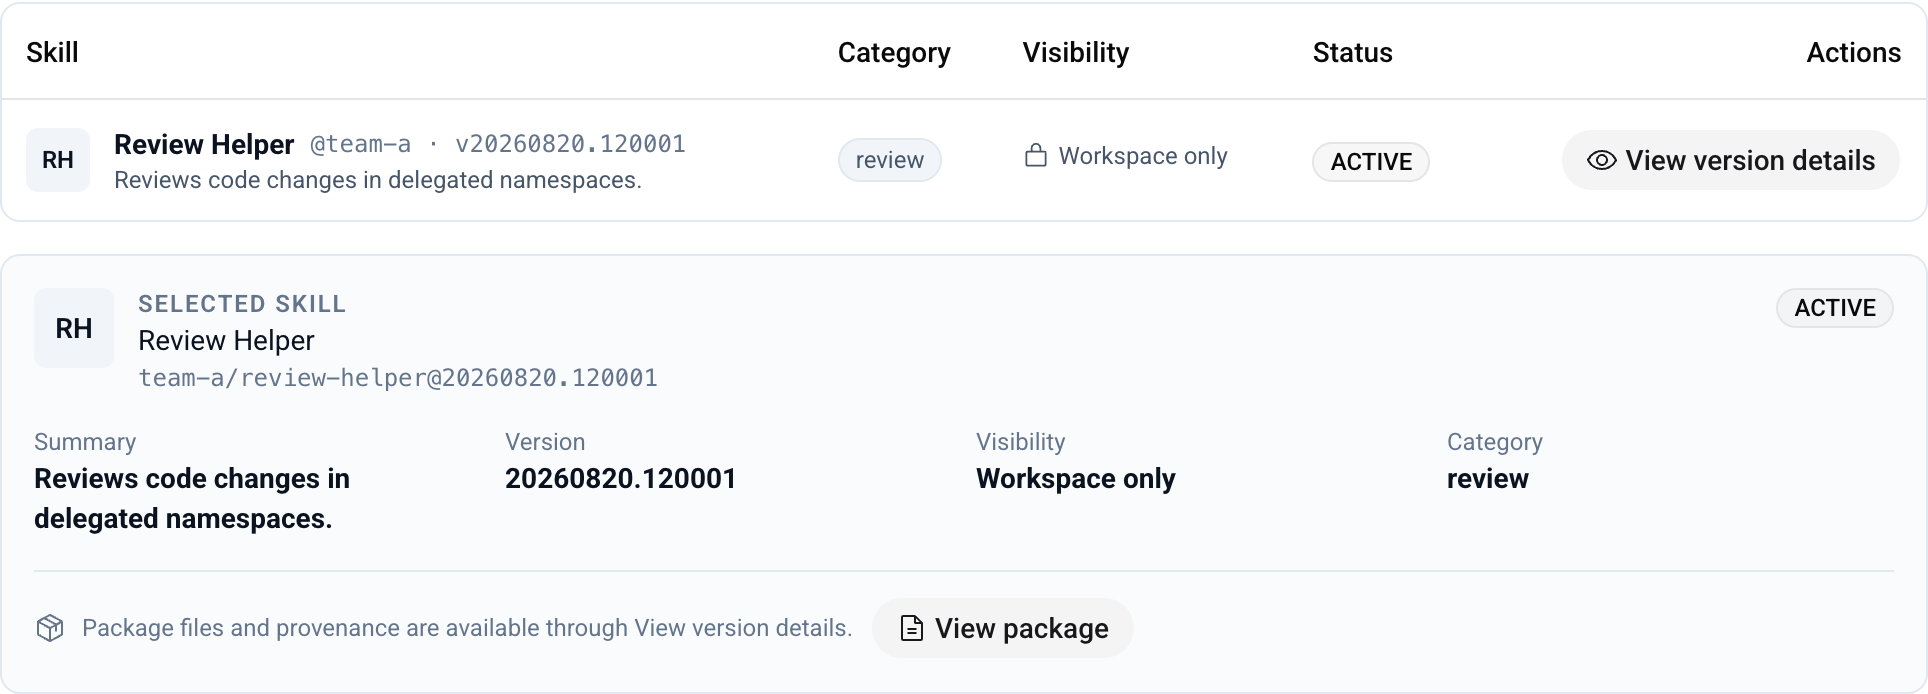 Skill Category Visibility Status Actions
RH Review Helper @team-a · v20260820.120001 review Workspace only ACTIVE View version details
Reviews code changes in delegated namespaces.
RH SELECTED SKILL ACTIVE
Review Helper
team-a/review-helper@20260820.120001
Summary Version Visibility Category
Reviews code changes in 20260820.120001 Workspace only review
delegated namespaces.
Package files and provenance are available through View version details. View package